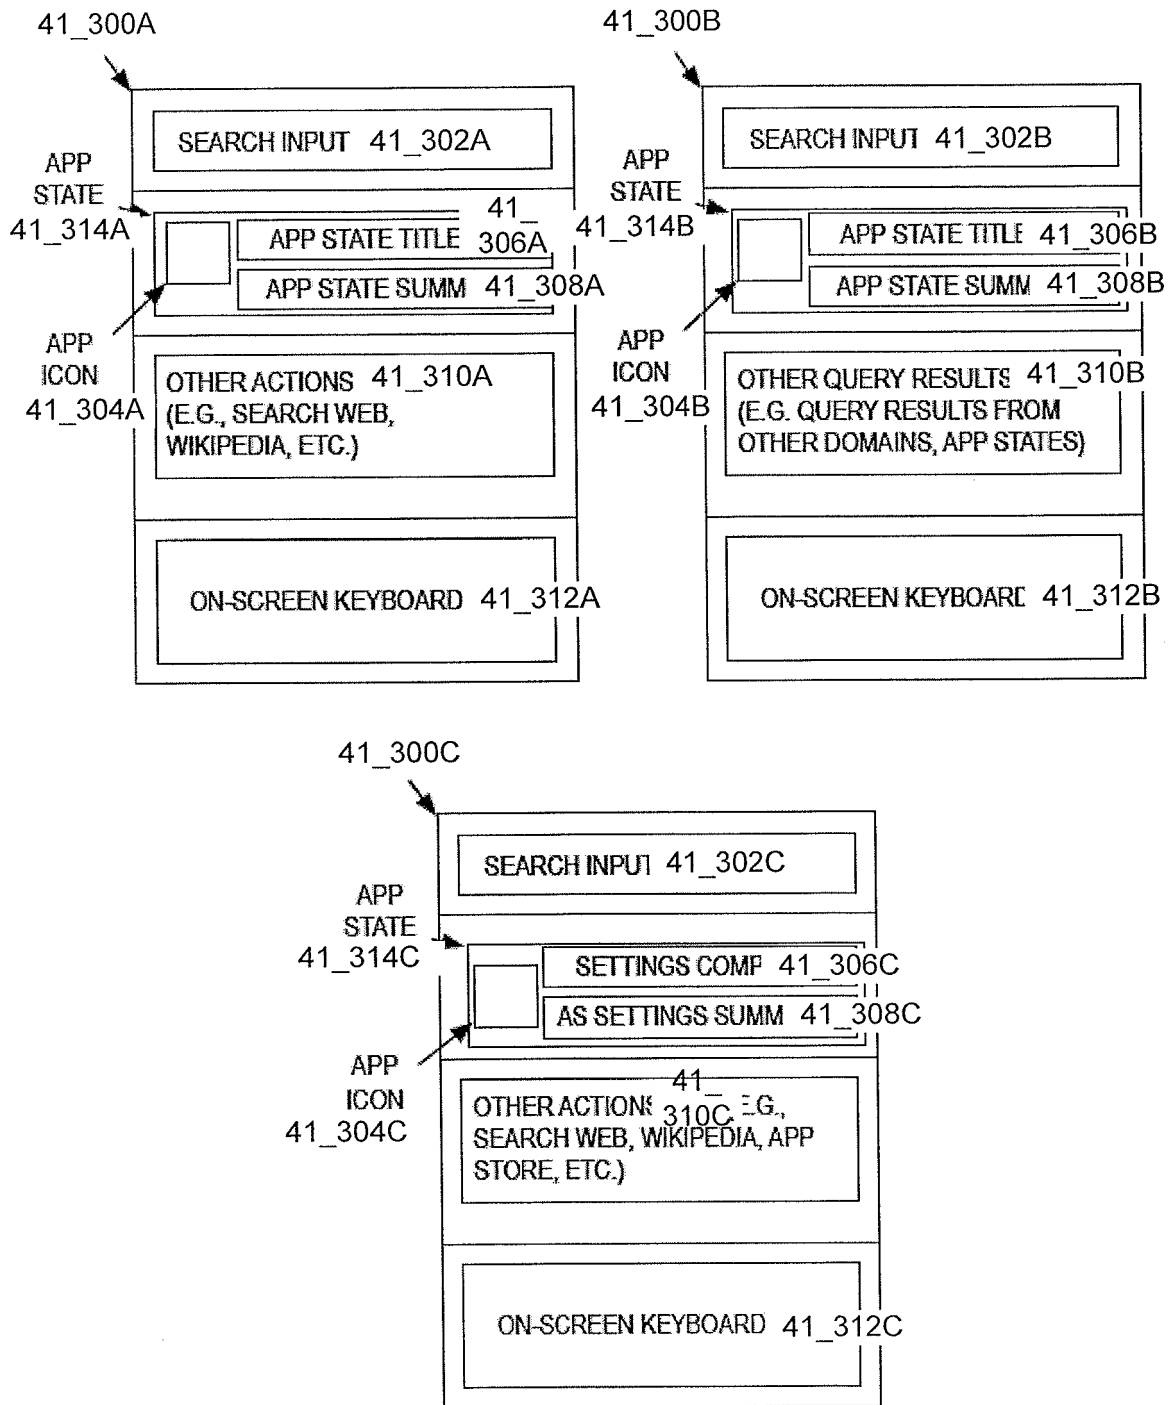 41_300A
SEARCH INPUT 41_302A
APP
STATE
41_314A
APP STATE TITLE 41_
306A
APP STATE SUMM 41_308A
APP
ICON
41_304A
OTHER ACTIONS 41_310A
(E.G., SEARCH WEB,
WIKIPEDIA, ETC.)
ON-SCREEN KEYBOARD 41_312A
41_300B
SEARCH INPUT 41_302B
APP
STATE
41_314B
APP STATE TITLE 41_306B
APP STATE SUMM 41_308B
APP
ICON
41_304B
OTHER QUERY RESULTS 41_310B
(E.G. QUERY RESULTS FROM
OTHER DOMAINS, APP STATES)
ON-SCREEN KEYBOARD 41_312B
41_300C
SEARCH INPUT 41_302C
APP
STATE
41_314C
SETTINGS COMP 41_306C
AS SETTINGS SUMM 41_308C
APP
ICON
41_304C
41_
310C
OTHER ACTIONS E.G.,
SEARCH WEB, WIKIPEDIA, APP
STORE, ETC.)
ON-SCREEN KEYBOARD 41_312C